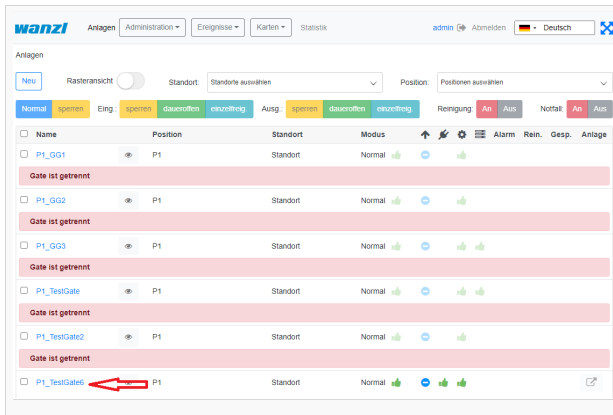 wanzl Anlagen Administration Ereignisse Karten Statistik admin Abmelden Deutsch
Anlagen
Neu Rasteransicht Standort: Standorte auswählen Position: Positionen auswählen
Normal sperren Eing.: sperren daueroffen einzelfreig. Ausg.: sperren daueroffen einzelfreig. Reinigung: An Aus Notfall: An Aus
Name Position Standort Modus Alarm Rein. Gesp. Anlage
P1_GG1 P1 Standort Normal
Gate ist getrennt
P1_GG2 P1 Standort Normal
Gate ist getrennt
P1_GG3 P1 Standort Normal
Gate ist getrennt
P1_TestGate P1 Standort Normal
Gate ist getrennt
P1_TestGate2 P1 Standort Normal
Gate ist getrennt
P1_TestGate6 P1 Standort Normal